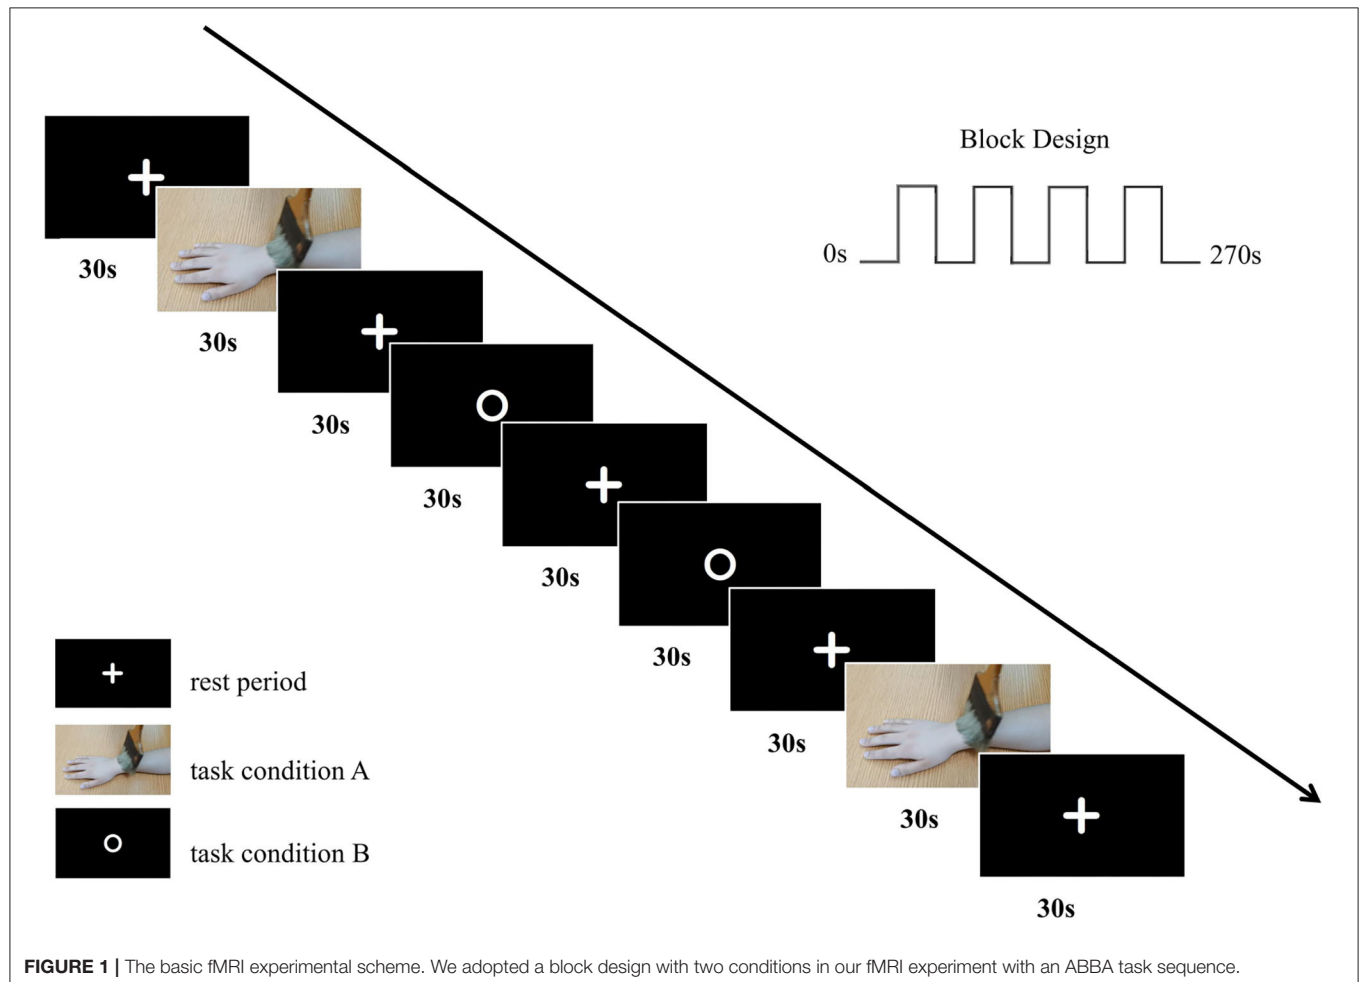 Block Design
0s
270s
30s
30s
30s
30s
30s
30s
30s
30s
30s
rest period
task condition A
task condition B
FIGURE 1 | The basic fMRI experimental scheme. We adopted a block design with two conditions in our fMRI experiment with an ABBA task sequence.